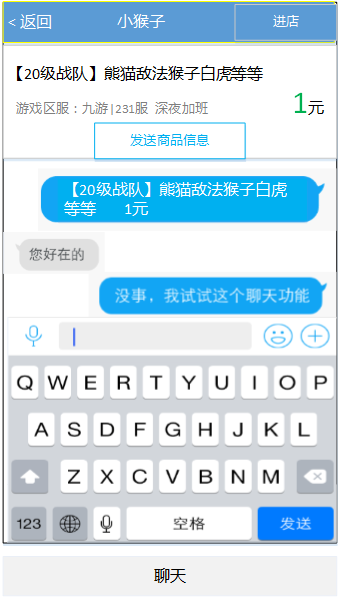 < 返回 小猴子 进店
【20级战队】熊猫敌法猴子白虎等等
游戏区服：九游|231服 深夜加班 1元
发送商品信息
【20级战队】熊猫敌法猴子白虎
等等 1元
您好在的
没事，我试试这个聊天功能
Q W E R T Y U I O P
A S D F G H J K L
Z X C V B N M
123 空格 发送
聊天